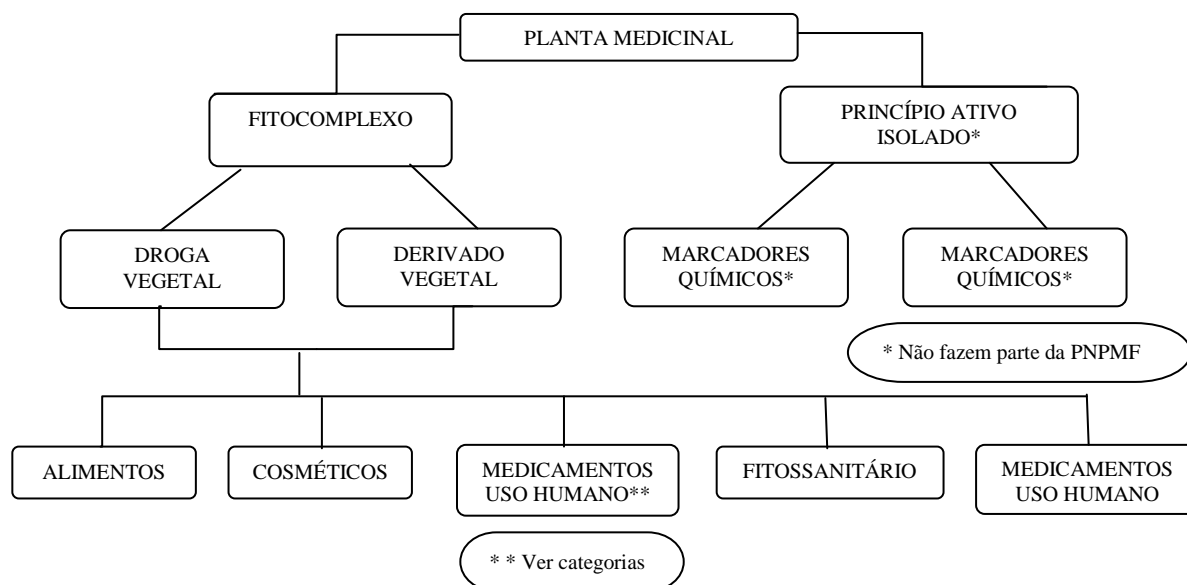 PLANTA MEDICINAL
FITOCOMPLEXO
PRINCÍPIO ATIVO
ISOLADO*
DROGA
VEGETAL
DERIVADO
VEGETAL
MARCADORES
QUÍMICOS*
MARCADORES
QUÍMICOS*
* Não fazem parte da PNPMF
ALIMENTOS
COSMÉTICOS
MEDICAMENTOS
USO HUMANO**
FITOSSANITÁRIO
MEDICAMENTOS
USO HUMANO
* * Ver categorias